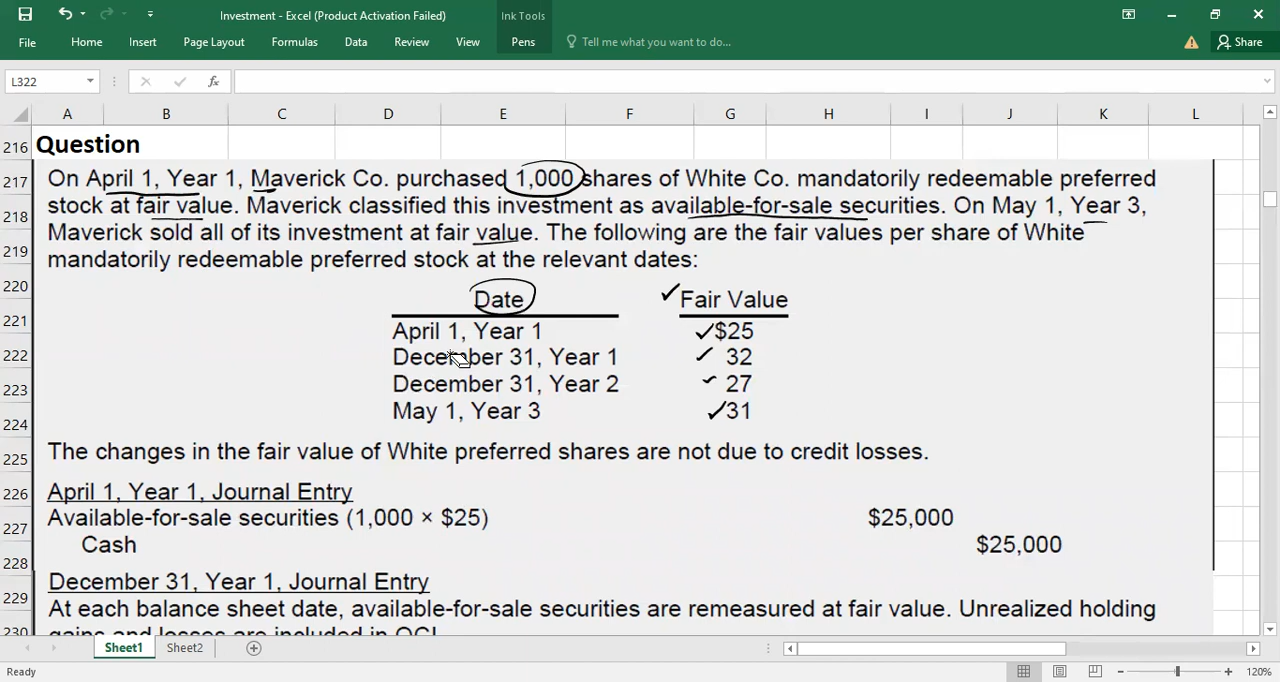 Investment - Excel (Product Activation Failed)
Ink Tools
File Home Insert Page Layout Formulas Data Review View Pens Tell me what you want to do... Share
L322 fx
A B C D E F G H I J K L
216 Question
217 On April 1, Year 1, Maverick Co. purchased 1,000 shares of White Co. mandatorily redeemable preferred
218 stock at fair value. Maverick classified this investment as available-for-sale securities. On May 1, Year 3,
219 Maverick sold all of its investment at fair value. The following are the fair values per share of White
mandatorily redeemable preferred stock at the relevant dates:
220 Date Fair Value
221 April 1, Year 1 $25
222 December 31, Year 1 32
223 December 31, Year 2 27
224 May 1, Year 3 31
225 The changes in the fair value of White preferred shares are not due to credit losses.
226 April 1, Year 1, Journal Entry
227 Available-for-sale securities (1,000 × $25) $25,000
228 Cash $25,000
229 December 31, Year 1, Journal Entry
At each balance sheet date, available-for-sale securities are remeasured at fair value. Unrealized holding
230 gains and losses are included in OCI
Sheet1 Sheet2
Ready 120%